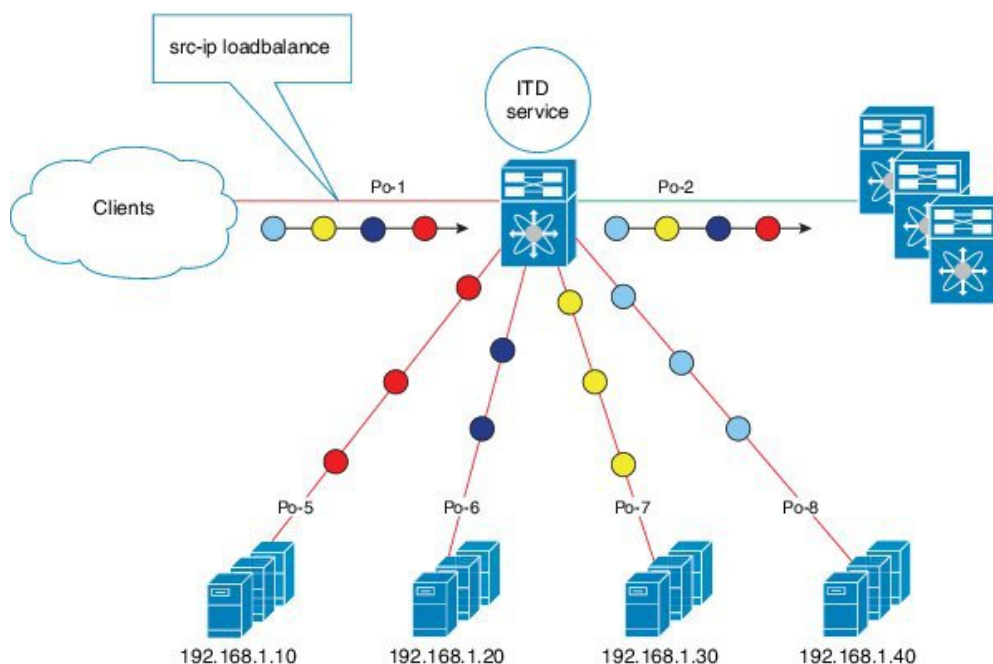 src-ip loadbalance
ITD
service
Clients
Po-1
Po-2
Po-5
Po-6
Po-7
Po-8
192.168.1.10
192.168.1.20
192.168.1.30
192.168.1.40